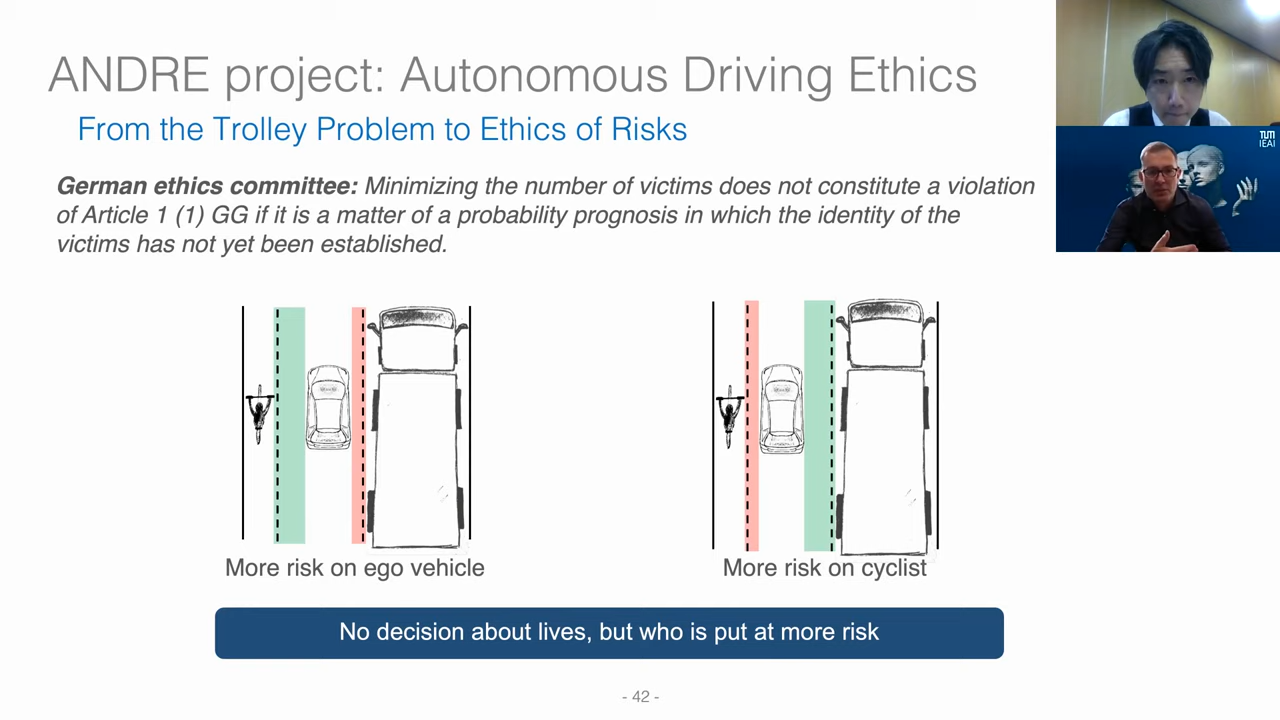 ANDRE project: Autonomous Driving Ethics
From the Trolley Problem to Ethics of Risks
TUM
IEAI
German ethics committee: Minimizing the number of victims does not constitute a violation
of Article 1 (1) GG if it is a matter of a probability prognosis in which the identity of the
victims has not yet been established.
More risk on ego vehicle
More risk on cyclist
No decision about lives, but who is put at more risk
- 42 -